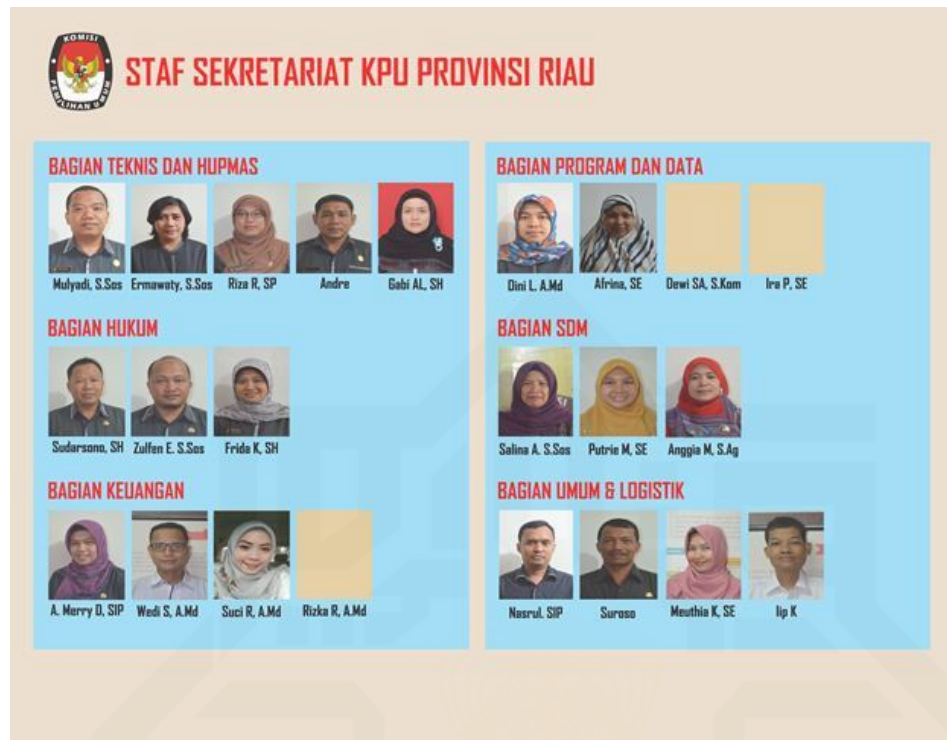 KOMISI
PEMILIHAN UMUM
STAF SEKRETARIAT KPU PROVINSI RIAU
BAGIAN TEKNIS DAN HUPMAS
Mulyadi, S.Sos Ermawaty, S.Sos Riza R, SP Andre Gabi AL, SH
BAGIAN HUKUM
Sudarsono, SH Zulfen E. S.Sos Frida K, SH
BAGIAN KEUANGAN
A. Merry D, SIP Wedi S, A.Md Suci R, A.Md Rizka R, A.Md
BAGIAN PROGRAM DAN DATA
Dini L. A.Md Afrina, SE Dewi SA, S.Kom Ira P, SE
BAGIAN SDM
Salina A. S.Sos Putrie M, SE Anggia M, S.Ag
BAGIAN UMUM & LOGISTIK
Nasrul. SIP Suroso Meuthia K, SE Iip K